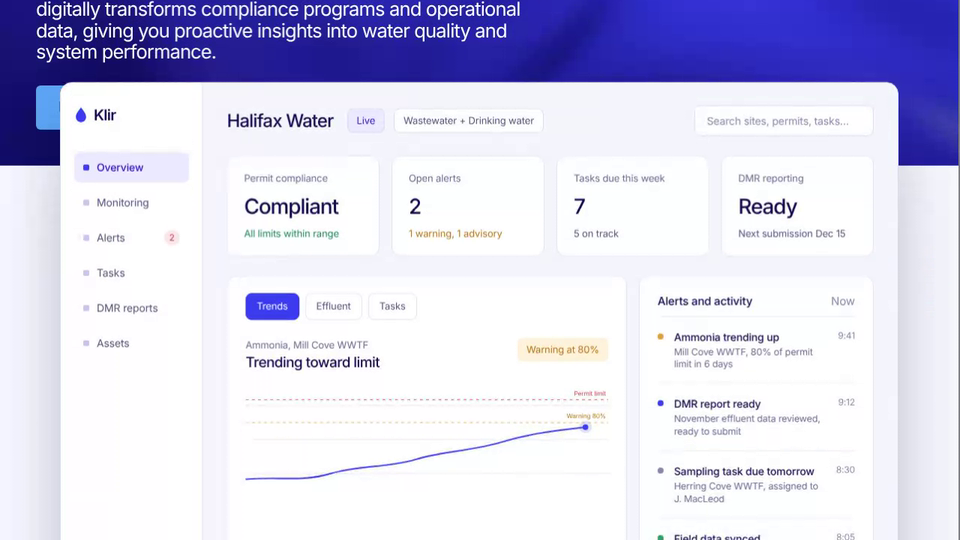 digitally transforms compliance programs and operational
data, giving you proactive insights into water quality and
system performance.
Klir
Overview
Monitoring
Alerts 2
Tasks
DMR reports
Assets
Halifax Water Live Wastewater + Drinking water Search sites, permits, tasks...
Permit compliance
Compliant
All limits within range
Open alerts
2
1 warning, 1 advisory
Tasks due this week
7
5 on track
DMR reporting
Ready
Next submission Dec 15
Trends Effluent Tasks
Ammonia, Mill Cove WWTF
Trending toward limit
Warning at 80%
Permit limit
Warning 80%
Alerts and activity Now
Ammonia trending up 9:41
Mill Cove WWTF, 80% of permit
limit in 6 days
DMR report ready 9:12
November effluent data reviewed,
ready to submit
Sampling task due tomorrow 8:30
Herring Cove WWTF, assigned to
J. MacLeod
Field data synced 8:05